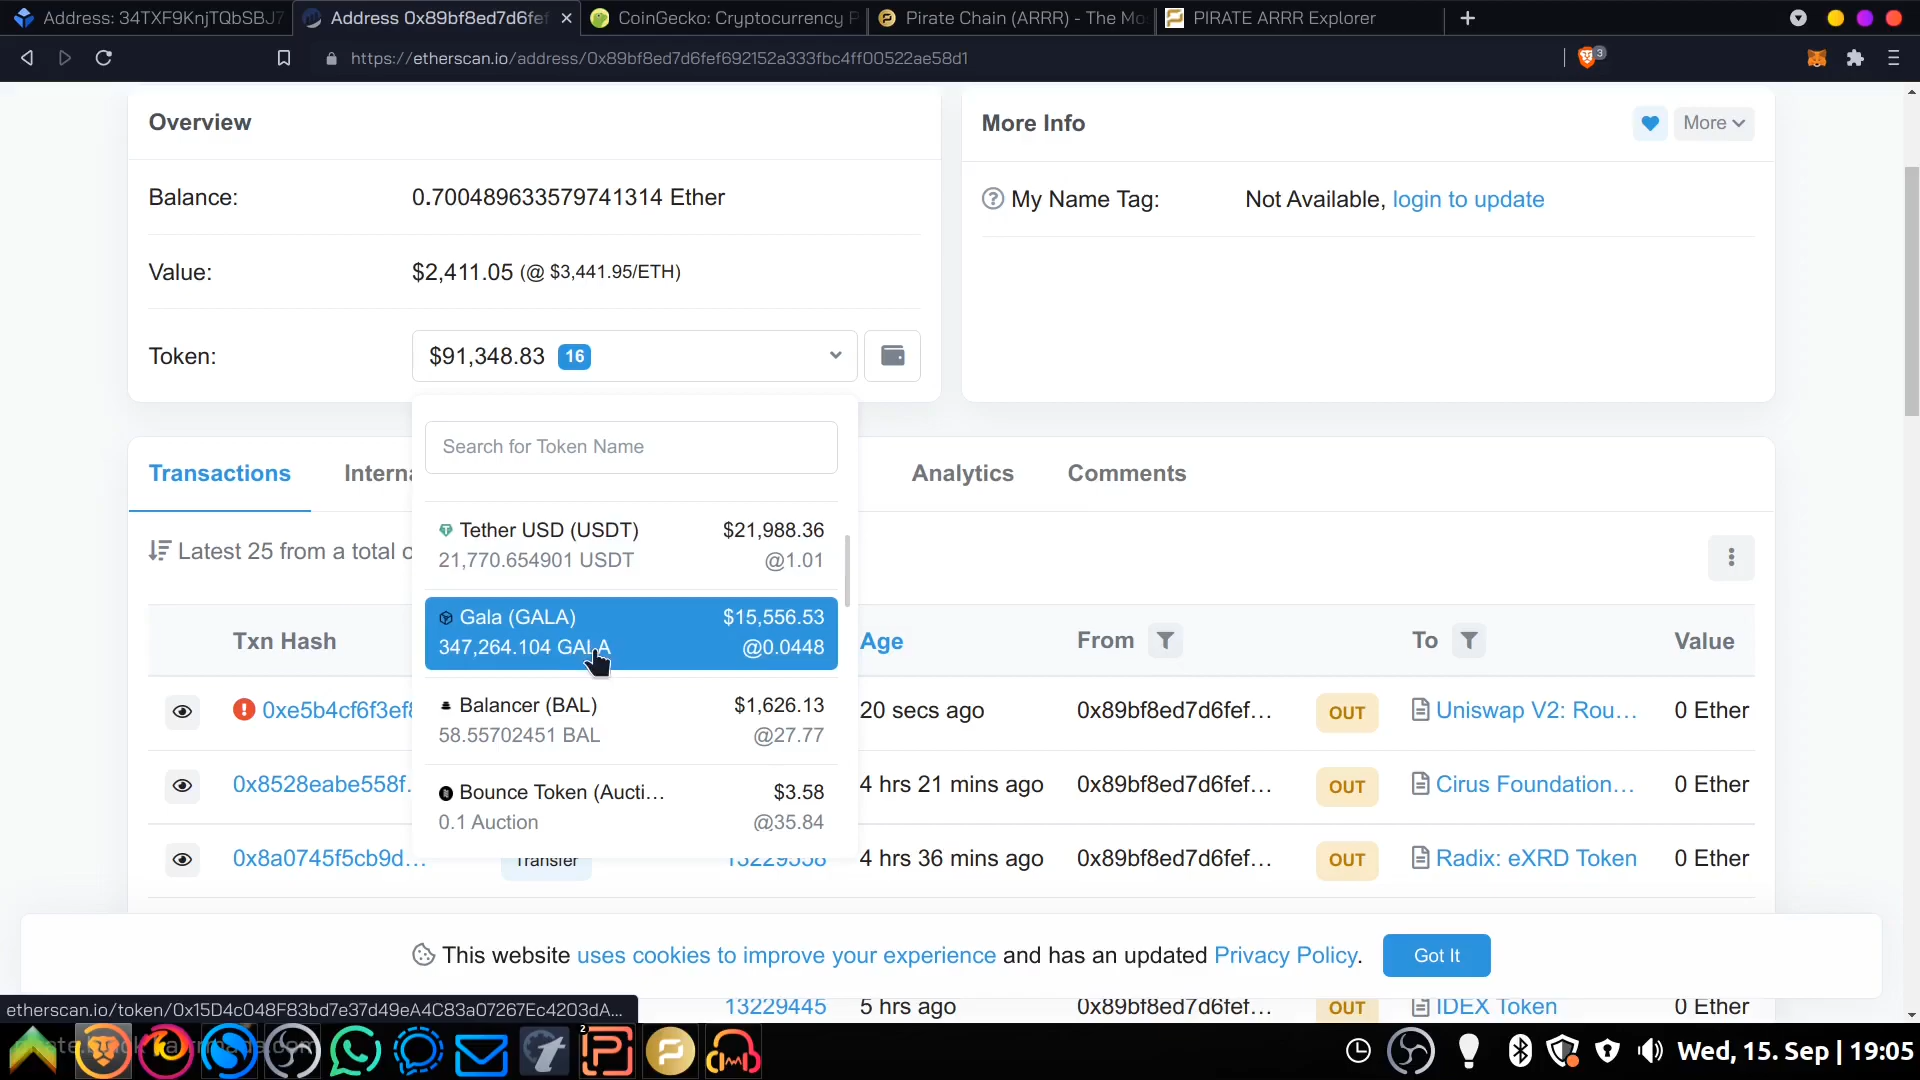 Address: 34TXF9KnjTQbSBJ7
Address 0x89bf8ed7d6fef
CoinGecko: Cryptocurrency P
Pirate Chain (ARRR) - The Mo
PIRATE ARRR Explorer
https://etherscan.io/address/0x89bf8ed7d6fef692152a333fbc4ff00522ae58d1
3
Overview
More Info
More
Balance:
0.700489633579741314 Ether
My Name Tag:
Not Available, login to update
Value:
$2,411.05 (@ $3,441.95/ETH)
Token:
$91,348.83 16
Search for Token Name
Transactions
Interna
Analytics
Comments
Tether USD (USDT) $21,988.36
21,770.654901 USDT @1.01
Latest 25 from a total o
Gala (GALA) $15,556.53
347,264.104 GALA @0.0448
Txn Hash
Age
From
To
Value
Balancer (BAL) $1,626.13
58.55702451 BAL @27.77
0xe5b4cf6f3ef8
20 secs ago
0x89bf8ed7d6fef...
OUT
Uniswap V2: Rou...
0 Ether
Bounce Token (Aucti... $3.58
0.1 Auction @35.84
0x8528eabe558f.
4 hrs 21 mins ago
0x89bf8ed7d6fef...
OUT
Cirus Foundation...
0 Ether
0x8a0745f5cb9d...
Transfer
13229558
4 hrs 36 mins ago
0x89bf8ed7d6fef...
OUT
Radix: eXRD Token
0 Ether
This website uses cookies to improve your experience and has an updated Privacy Policy.
Got It
etherscan.io/token/0x15D4c048F83bd7e37d49eA4C83a07267Ec4203dA...
13229445
5 hrs ago
0x89bf8ed7d6fef...
OUT
IDEX Token
0 Ether
2
Wed, 15. Sep | 19:05